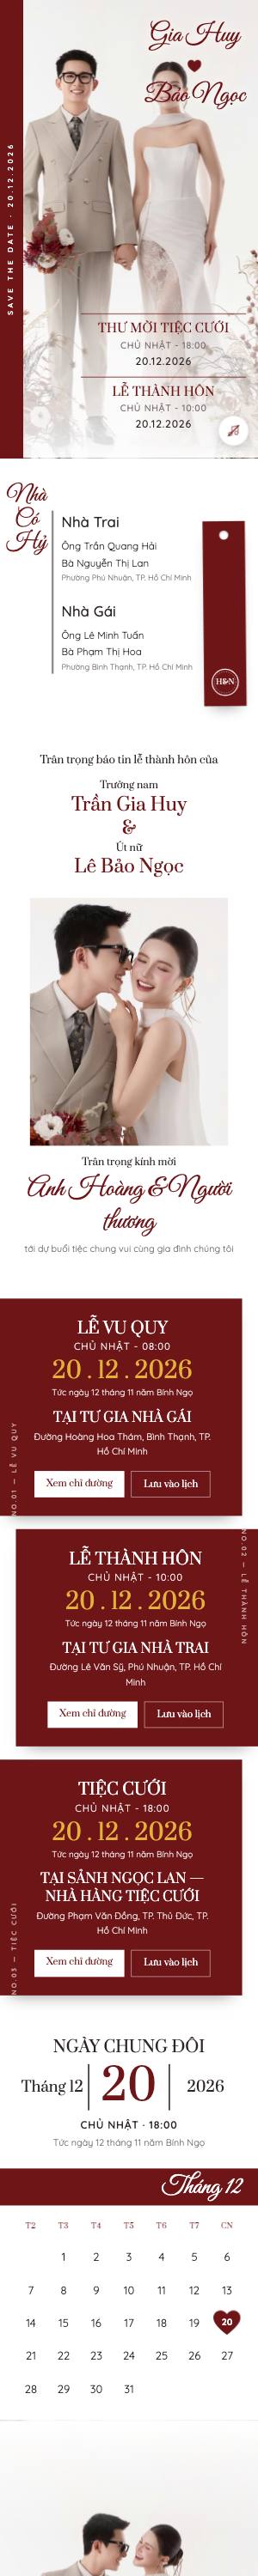 SAVE THE DATE · 20.12.2026
Gia Huy
Bảo Ngọc
THƯ MỜI TIỆC CƯỚI
CHỦ NHẬT - 18:00
20.12.2026
LỄ THÀNH HÔN
CHỦ NHẬT - 10:00
20.12.2026
Nhà
Có
Hỷ
Nhà Trai
Ông Trần Quang Hải
Bà Nguyễn Thị Lan
Phường Phú Nhuận, TP. Hồ Chí Minh
Nhà Gái
Ông Lê Minh Tuấn
Bà Phạm Thị Hoa
Phường Bình Thạnh, TP. Hồ Chí Minh
H&N
Trân trọng báo tin lễ thành hôn của
Trưởng nam
Trần Gia Huy
&
Út nữ
Lê Bảo Ngọc
Trân trọng kính mời
Anh Hoàng & Người
thương
tới dự buổi tiệc chung vui cùng gia đình chúng tôi
LỄ VU QUY
CHỦ NHẬT - 08:00
20 . 12 . 2026
Tức ngày 12 tháng 11 năm Bính Ngọ
TẠI TƯ GIA NHÀ GÁI
Đường Hoàng Hoa Thám, Bình Thạnh, TP.
Hồ Chí Minh
Xem chỉ đường
Lưu vào lịch
NO.01 — LỄ VU QUY
LỄ THÀNH HÔN
CHỦ NHẬT - 10:00
20 . 12 . 2026
Tức ngày 12 tháng 11 năm Bính Ngọ
TẠI TƯ GIA NHÀ TRAI
Đường Lê Văn Sỹ, Phú Nhuận, TP. Hồ Chí
Minh
Xem chỉ đường
Lưu vào lịch
NO.02 — LỄ THÀNH HÔN
TIỆC CƯỚI
CHỦ NHẬT - 18:00
20 . 12 . 2026
Tức ngày 12 tháng 11 năm Bính Ngọ
TẠI SẢNH NGỌC LAN —
NHÀ HÀNG TIỆC CƯỚI
Đường Phạm Văn Đồng, TP. Thủ Đức, TP.
Hồ Chí Minh
Xem chỉ đường
Lưu vào lịch
NO.03 — TIỆC CƯỚI
NGÀY CHUNG ĐÔI
Tháng 12 20 2026
CHỦ NHẬT - 18:00
Tức ngày 12 tháng 11 năm Bính Ngọ
Tháng 12
T2 T3 T4 T5 T6 T7 CN
1 2 3 4 5 6
7 8 9 10 11 12 13
14 15 16 17 18 19 20
21 22 23 24 25 26 27
28 29 30 31